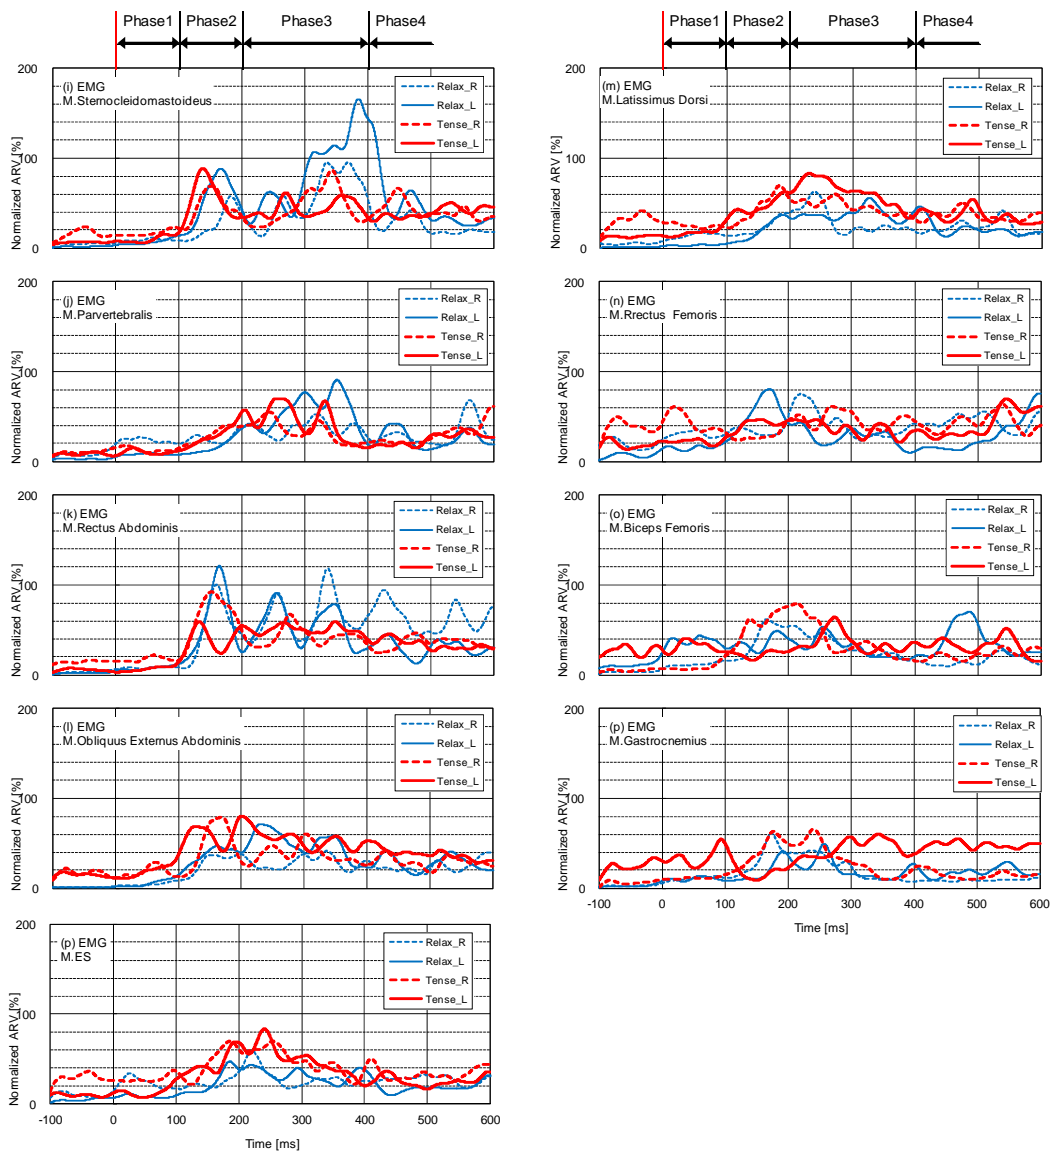 Phase1 Phase2 Phase3 Phase4
Phase1 Phase2 Phase3 Phase4
200
100
0
Normalized ARV [%]
(i) EMG
M.Sternocleidomastoideus
Relax_R
Relax_L
Tense_R
Tense_L
200
100
0
Normalized ARV [%]
(m) EMG
M.Latissimus Dorsi
Relax_R
Relax_L
Tense_R
Tense_L
200
100
0
Normalized ARV [%]
(j) EMG
M.Parvertebralis
Relax_R
Relax_L
Tense_R
Tense_L
200
100
0
Normalized ARV [%]
(n) EMG
M.Rrectus Femoris
Relax_R
Relax_L
Tense_R
Tense_L
200
100
0
Normalized ARV [%]
(k) EMG
M.Rectus Abdominis
Relax_R
Relax_L
Tense_R
Tense_L
200
100
0
Normalized ARV [%]
(o) EMG
M.Biceps Femoris
Relax_R
Relax_L
Tense_R
Tense_L
200
100
0
Normalized ARV [%]
(l) EMG
M.Obliquus Externus Abdominis
Relax_R
Relax_L
Tense_R
Tense_L
200
100
0
Normalized ARV [%]
(p) EMG
M.Gastrocnemius
Relax_R
Relax_L
Tense_R
Tense_L
-100 0 100 200 300 400 500 600
Time [ms]
200
100
0
Normalized ARV [%]
(p) EMG
M.ES
Relax_R
Relax_L
Tense_R
Tense_L
-100 0 100 200 300 400 500 600
Time [ms]